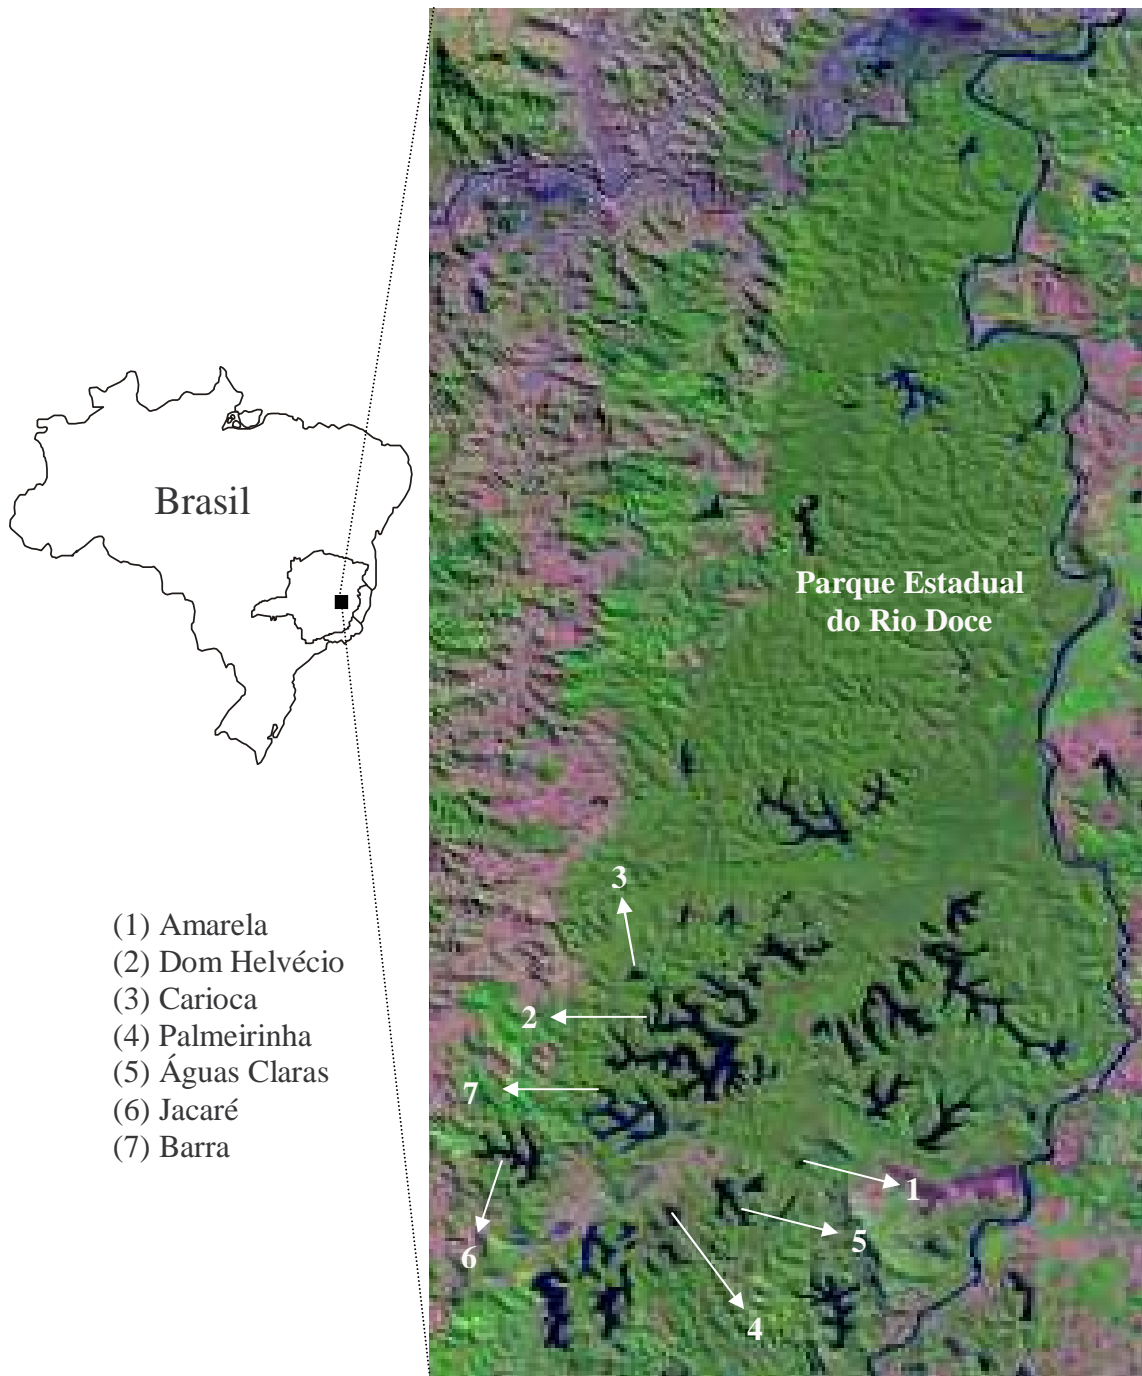 Brasil
(1) Amarela
(2) Dom Helvécio
(3) Carioca
(4) Palmeirinha
(5) Águas Claras
(6) Jacaré
(7) Barra
Parque Estadual
do Rio Doce
3
2
7
1
6
5
4